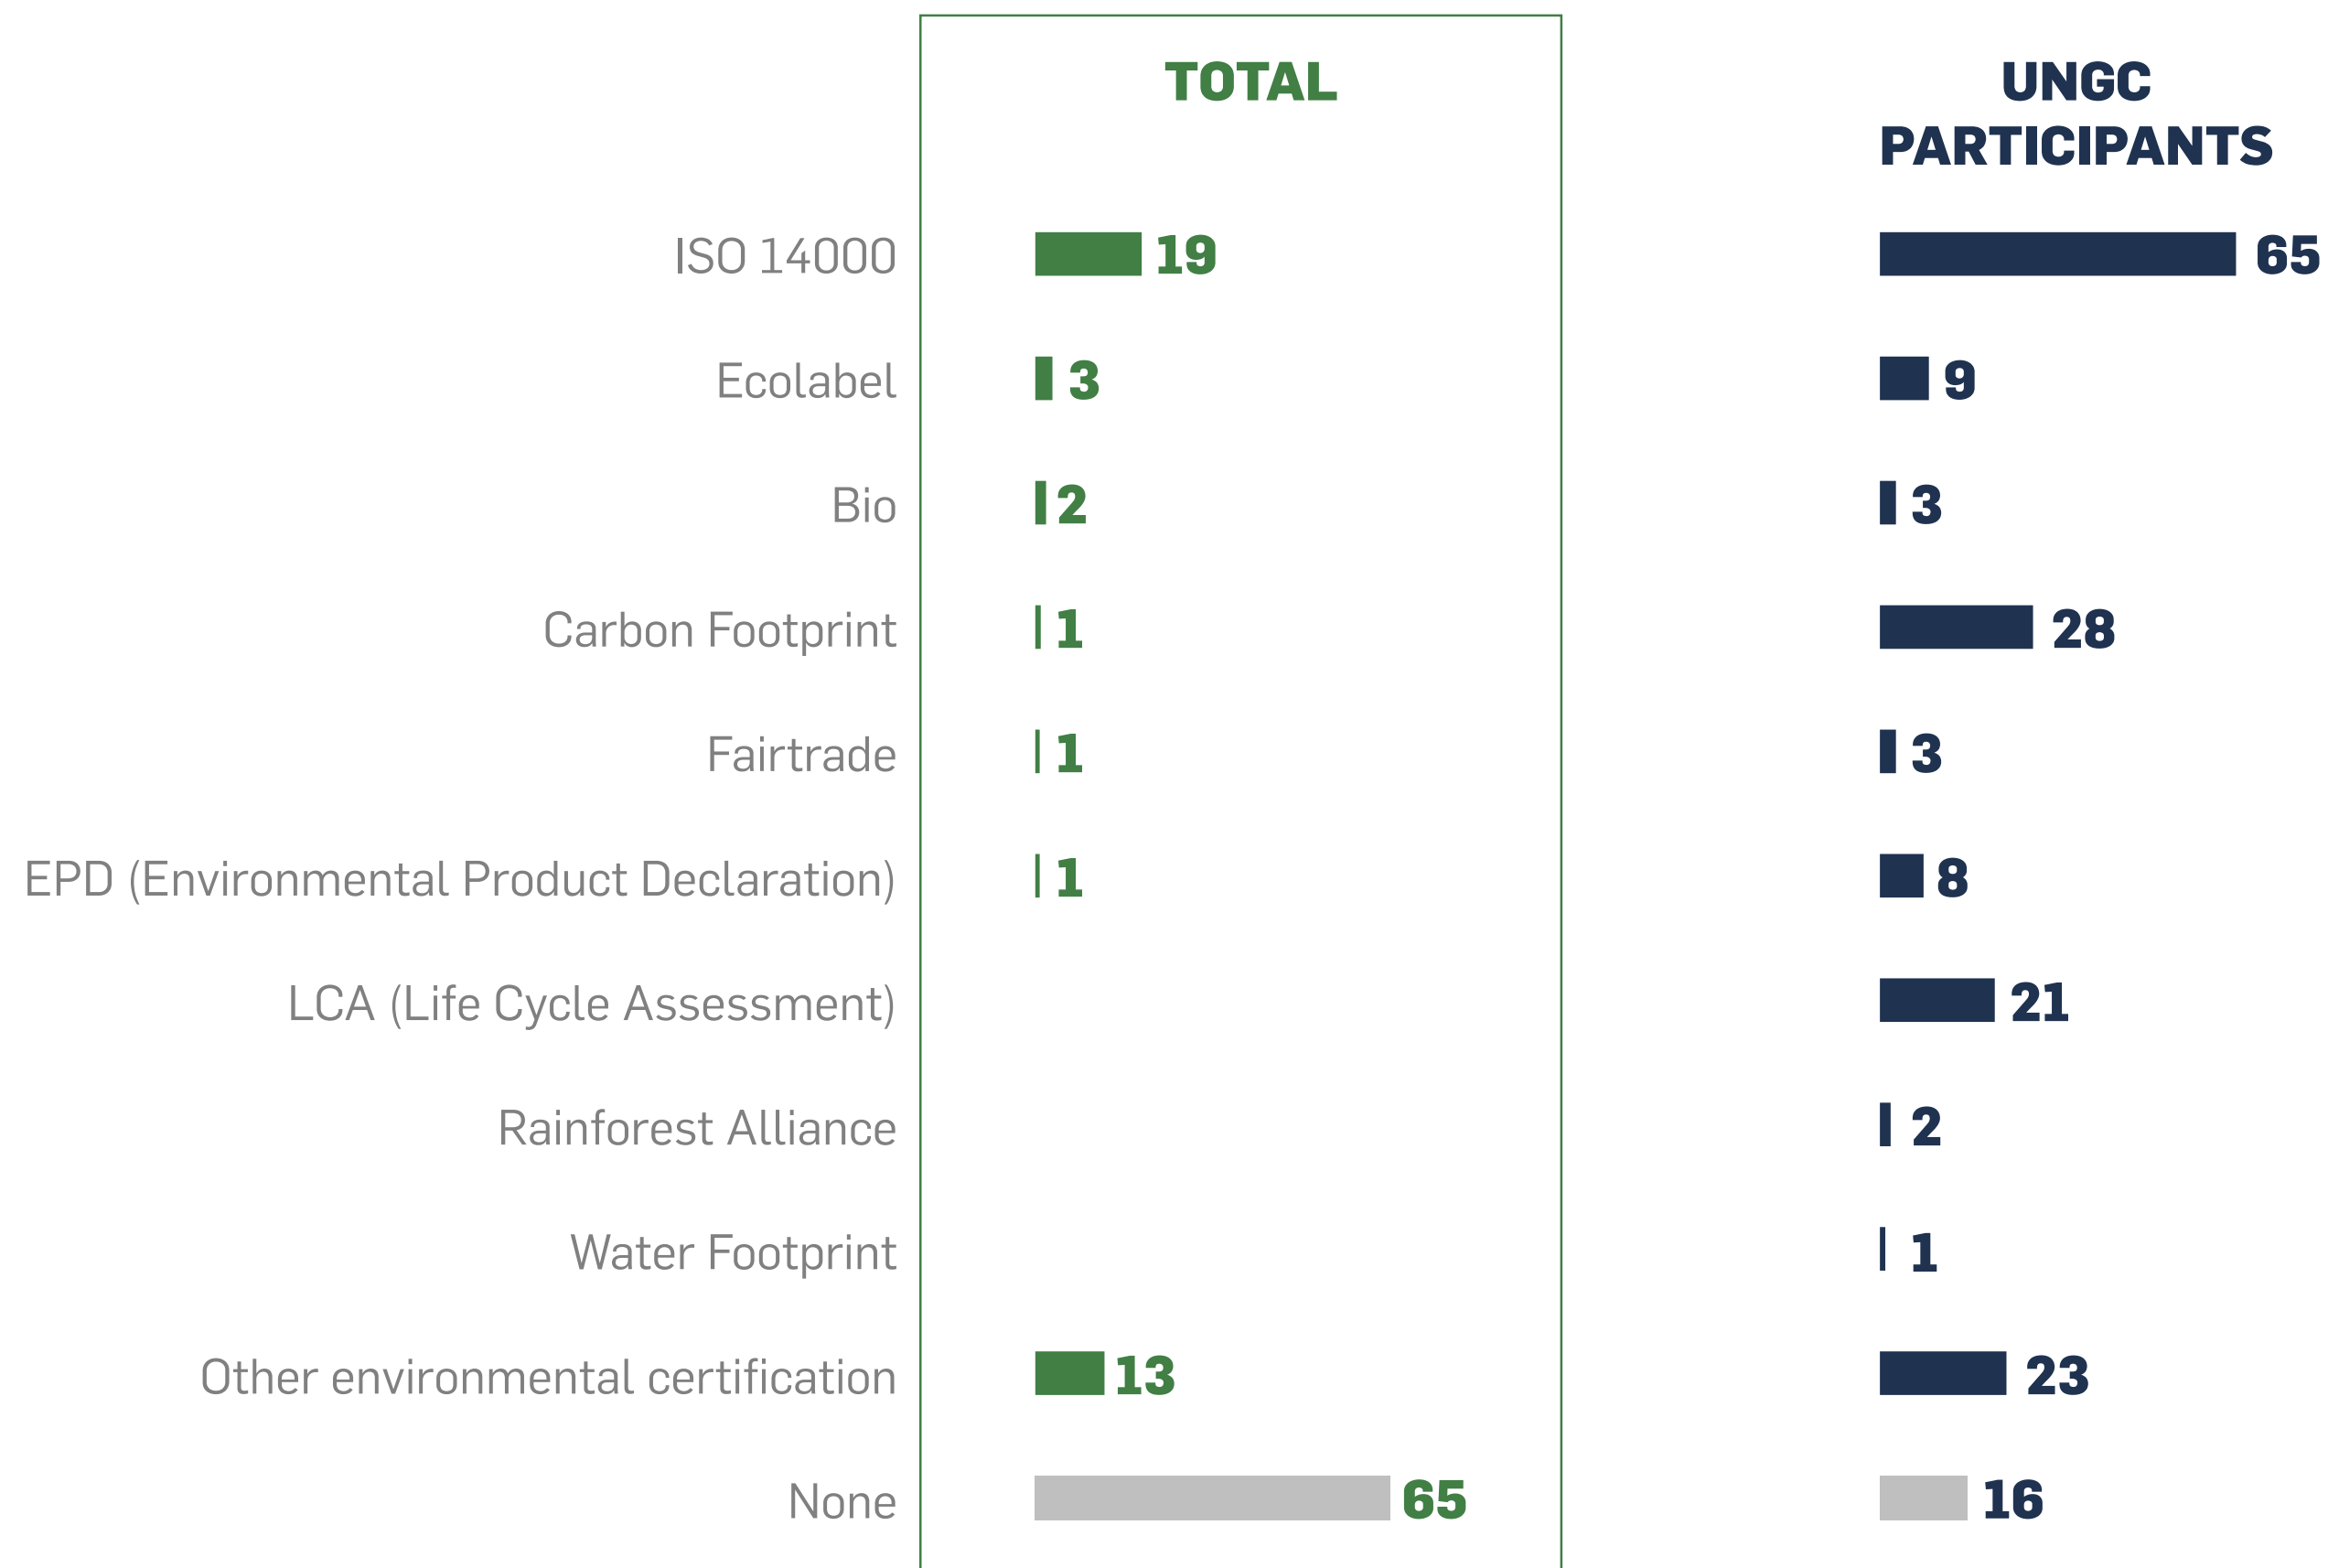 TOTAL
UNGC
PARTICIPANTS
ISO 14000 19 65
Ecolabel 3 9
Bio 2 3
Carbon Footprint 1 28
Fairtrade 1 3
EPD (Environmental Product Declaration) 1 8
LCA (Life Cycle Assessment) 21
Rainforest Alliance 2
Water Footprint 1
Other environmental certification 13 23
None 65 16